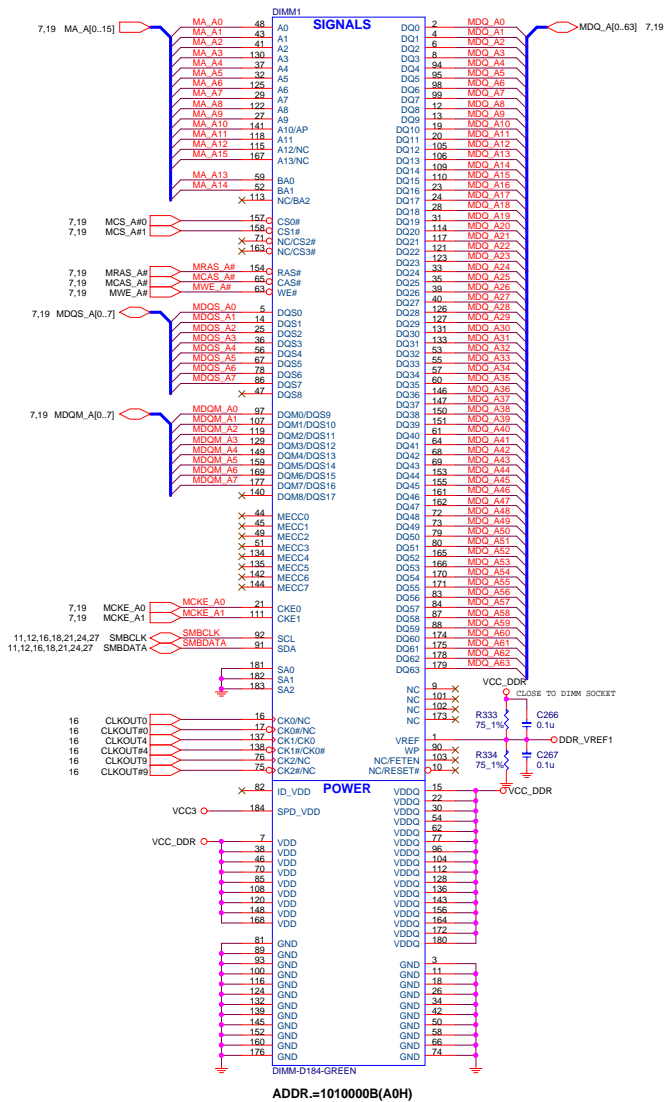 DIMM1
SIGNALS
7,19 MA_A[0..15]
MA_A0 48 A0
MA_A1 43 A1
MA_A2 41 A2
MA_A3 130 A3
MA_A4 37 A4
MA_A5 32 A5
MA_A6 125 A6
MA_A7 29 A7
MA_A8 122 A8
MA_A9 27 A9
MA_A10 141 A10/AP
MA_A11 118 A11
MA_A12 115 A12/NC
MA_A15 167 A13/NC
MA_A13 59 BA0
MA_A14 52 BA1
113 NC/BA2
7,19 MCS_A#0 157 CS0#
7,19 MCS_A#1 158 CS1#
71 NC/CS2#
163 NC/CS3#
7,19 MRAS_A# MRAS_A# 154 RAS#
7,19 MCAS_A# MCAS_A# 65 CAS#
7,19 MWE_A# MWE_A# 63 WE#
7,19 MDQS_A[0..7]
MDQS_A0 5 DQS0
MDQS_A1 14 DQS1
MDQS_A2 25 DQS2
MDQS_A3 36 DQS3
MDQS_A4 56 DQS4
MDQS_A5 67 DQS5
MDQS_A6 78 DQS6
MDQS_A7 86 DQS7
47 DQS8
7,19 MDQM_A[0..7]
MDQM_A0 97 DQM0/DQS9
MDQM_A1 107 DQM1/DQS10
MDQM_A2 119 DQM2/DQS11
MDQM_A3 129 DQM3/DQS12
MDQM_A4 149 DQM4/DQS13
MDQM_A5 159 DQM5/DQS14
MDQM_A6 169 DQM6/DQS15
MDQM_A7 177 DQM7/DQS16
140 DQM8/DQS17
44 MECC0
45 MECC1
49 MECC2
51 MECC3
134 MECC4
135 MECC5
142 MECC6
144 MECC7
7,19 MCKE_A0 MCKE_A0 21 CKE0
7,19 MCKE_A1 MCKE_A1 111 CKE1
11,12,16,18,21,24,27 SMBCLK SMBCLK 92 SCL
11,12,16,18,21,24,27 SMBDATA SMBDATA 91 SDA
181 SA0
182 SA1
183 SA2
16 CLKOUT0 16 CK0/NC
16 CLKOUT#0 17 CK0#/NC
16 CLKOUT4 137 CK1/CK0
16 CLKOUT#4 138 CK1#/CK0#
16 CLKOUT9 76 CK2/NC
16 CLKOUT#9 75 CK2#/NC
MDQ_A[0..63] 7,19
DQ0 2 MDQ_A0
DQ1 4 MDQ_A1
DQ2 6 MDQ_A2
DQ3 8 MDQ_A3
DQ4 94 MDQ_A4
DQ5 95 MDQ_A5
DQ6 98 MDQ_A6
DQ7 99 MDQ_A7
DQ8 12 MDQ_A8
DQ9 13 MDQ_A9
DQ10 19 MDQ_A10
DQ11 20 MDQ_A11
DQ12 105 MDQ_A12
DQ13 106 MDQ_A13
DQ14 109 MDQ_A14
DQ15 110 MDQ_A15
DQ16 23 MDQ_A16
DQ17 24 MDQ_A17
DQ18 28 MDQ_A18
DQ19 31 MDQ_A19
DQ20 114 MDQ_A20
DQ21 117 MDQ_A21
DQ22 121 MDQ_A22
DQ23 123 MDQ_A23
DQ24 33 MDQ_A24
DQ25 35 MDQ_A25
DQ26 39 MDQ_A26
DQ27 40 MDQ_A27
DQ28 126 MDQ_A28
DQ29 127 MDQ_A29
DQ30 131 MDQ_A30
DQ31 133 MDQ_A31
DQ32 53 MDQ_A32
DQ33 55 MDQ_A33
DQ34 57 MDQ_A34
DQ35 60 MDQ_A35
DQ36 146 MDQ_A36
DQ37 147 MDQ_A37
DQ38 150 MDQ_A38
DQ39 151 MDQ_A39
DQ40 61 MDQ_A40
DQ41 64 MDQ_A41
DQ42 68 MDQ_A42
DQ43 69 MDQ_A43
DQ44 153 MDQ_A44
DQ45 155 MDQ_A45
DQ46 161 MDQ_A46
DQ47 162 MDQ_A47
DQ48 72 MDQ_A48
DQ49 73 MDQ_A49
DQ50 79 MDQ_A50
DQ51 80 MDQ_A51
DQ52 165 MDQ_A52
DQ53 166 MDQ_A53
DQ54 170 MDQ_A54
DQ55 171 MDQ_A55
DQ56 83 MDQ_A56
DQ57 84 MDQ_A57
DQ58 87 MDQ_A58
DQ59 88 MDQ_A59
DQ60 174 MDQ_A60
DQ61 175 MDQ_A61
DQ62 178 MDQ_A62
DQ63 179 MDQ_A63
NC 9
NC 101
NC 102
NC 173
VREF 1
WP 90
NC/FETEN 103
NC/RESET# 10
VCC_DDR
CLOSE TO DIMM SOCKET
R333
75_1%
C266
0.1u
DDR_VREF1
R334
75_1%
C267
0.1u
POWER
82 ID_VDD
VCC3 184 SPD_VDD
VCC_DDR 7 VDD
38 VDD
46 VDD
70 VDD
85 VDD
108 VDD
120 VDD
148 VDD
168 VDD
81 GND
89 GND
93 GND
100 GND
116 GND
124 GND
132 GND
139 GND
145 GND
152 GND
160 GND
176 GND
VDDQ 15 VCC_DDR
VDDQ 22
VDDQ 30
VDDQ 54
VDDQ 62
VDDQ 77
VDDQ 96
VDDQ 104
VDDQ 112
VDDQ 128
VDDQ 136
VDDQ 143
VDDQ 156
VDDQ 164
VDDQ 172
VDDQ 180
GND 3
GND 11
GND 18
GND 26
GND 34
GND 42
GND 50
GND 58
GND 66
GND 74
DIMM-D184-GREEN
ADDR.=1010000B(A0H)